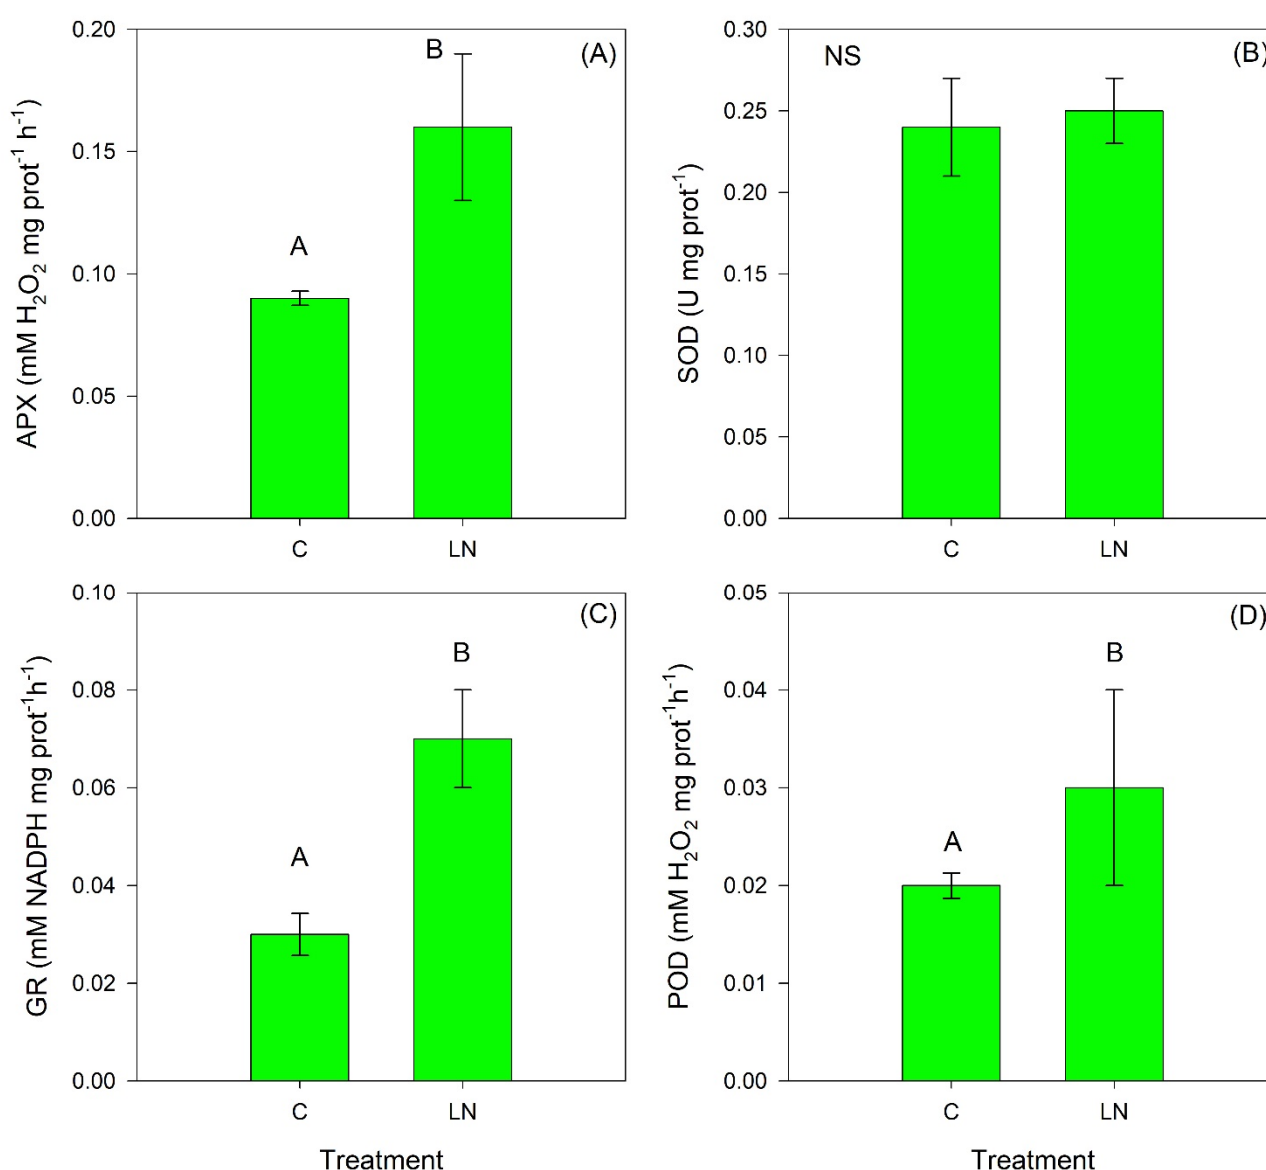 APX (mM H₂O₂ mg prot⁻¹ h⁻¹)
0.20
0.15
0.10
0.05
0.00
A
B
(A)
C
LN
SOD (U mg prot⁻¹)
0.30
0.25
0.20
0.15
0.10
0.05
0.00
NS
(B)
C
LN
GR (mM NADPH mg prot⁻¹h⁻¹)
0.10
0.08
0.06
0.04
0.02
0.00
A
B
(C)
C
LN
Treatment
POD (mM H₂O₂ mg prot⁻¹h⁻¹)
0.05
0.04
0.03
0.02
0.01
0.00
A
B
(D)
C
LN
Treatment